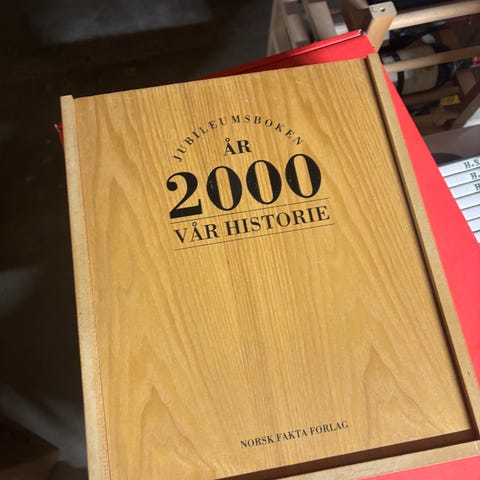 JUBILEUMSBOKEN
ÅR
2000
VÅR HISTORIE
NORSK FAKTA FORLAG
H.S
H.
H